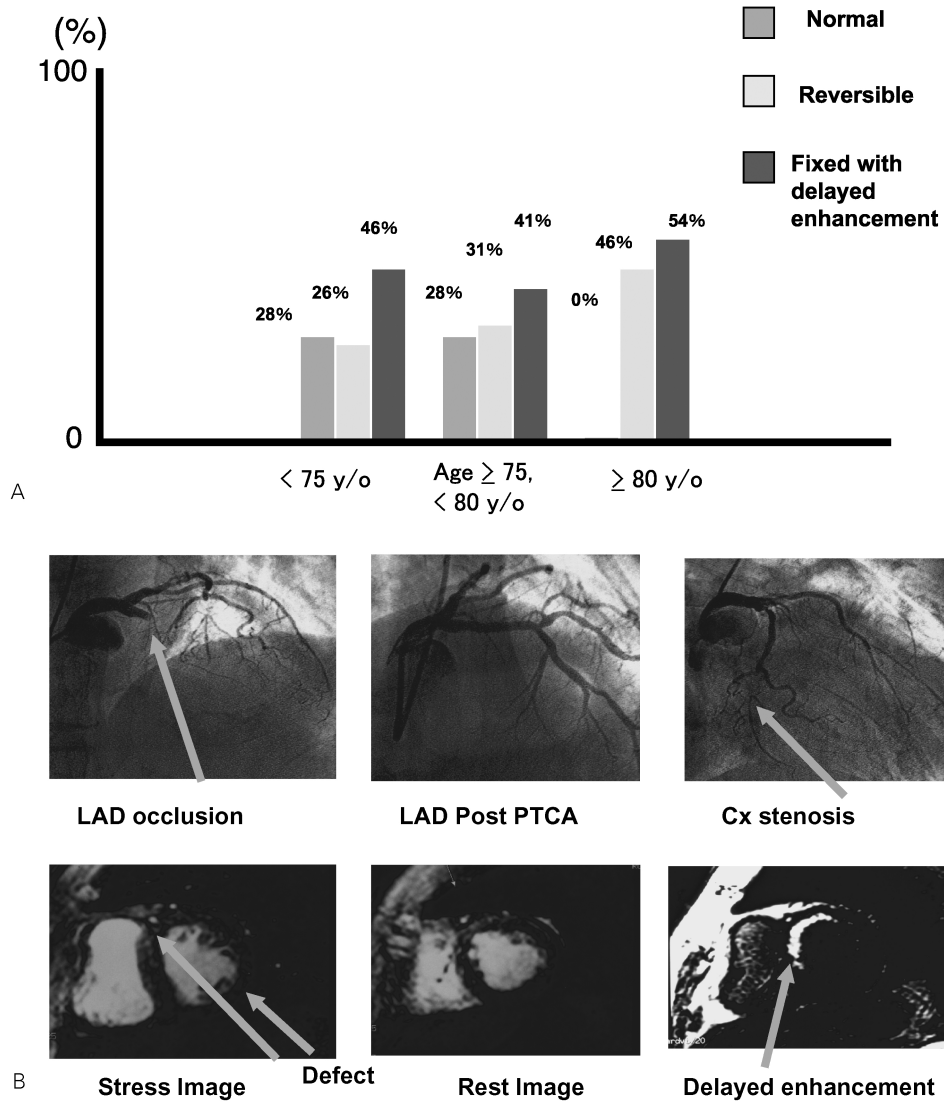 (%)
100
0
Normal
Reversible
Fixed with
delayed
enhancement
28%
26%
46%
28%
31%
41%
0%
46%
54%
< 75 y/o
Age ≥ 75,
< 80 y/o
≥ 80 y/o
A
LAD occlusion
LAD Post PTCA
Cx stenosis
Stress Image
Defect
Rest Image
Delayed enhancement
B